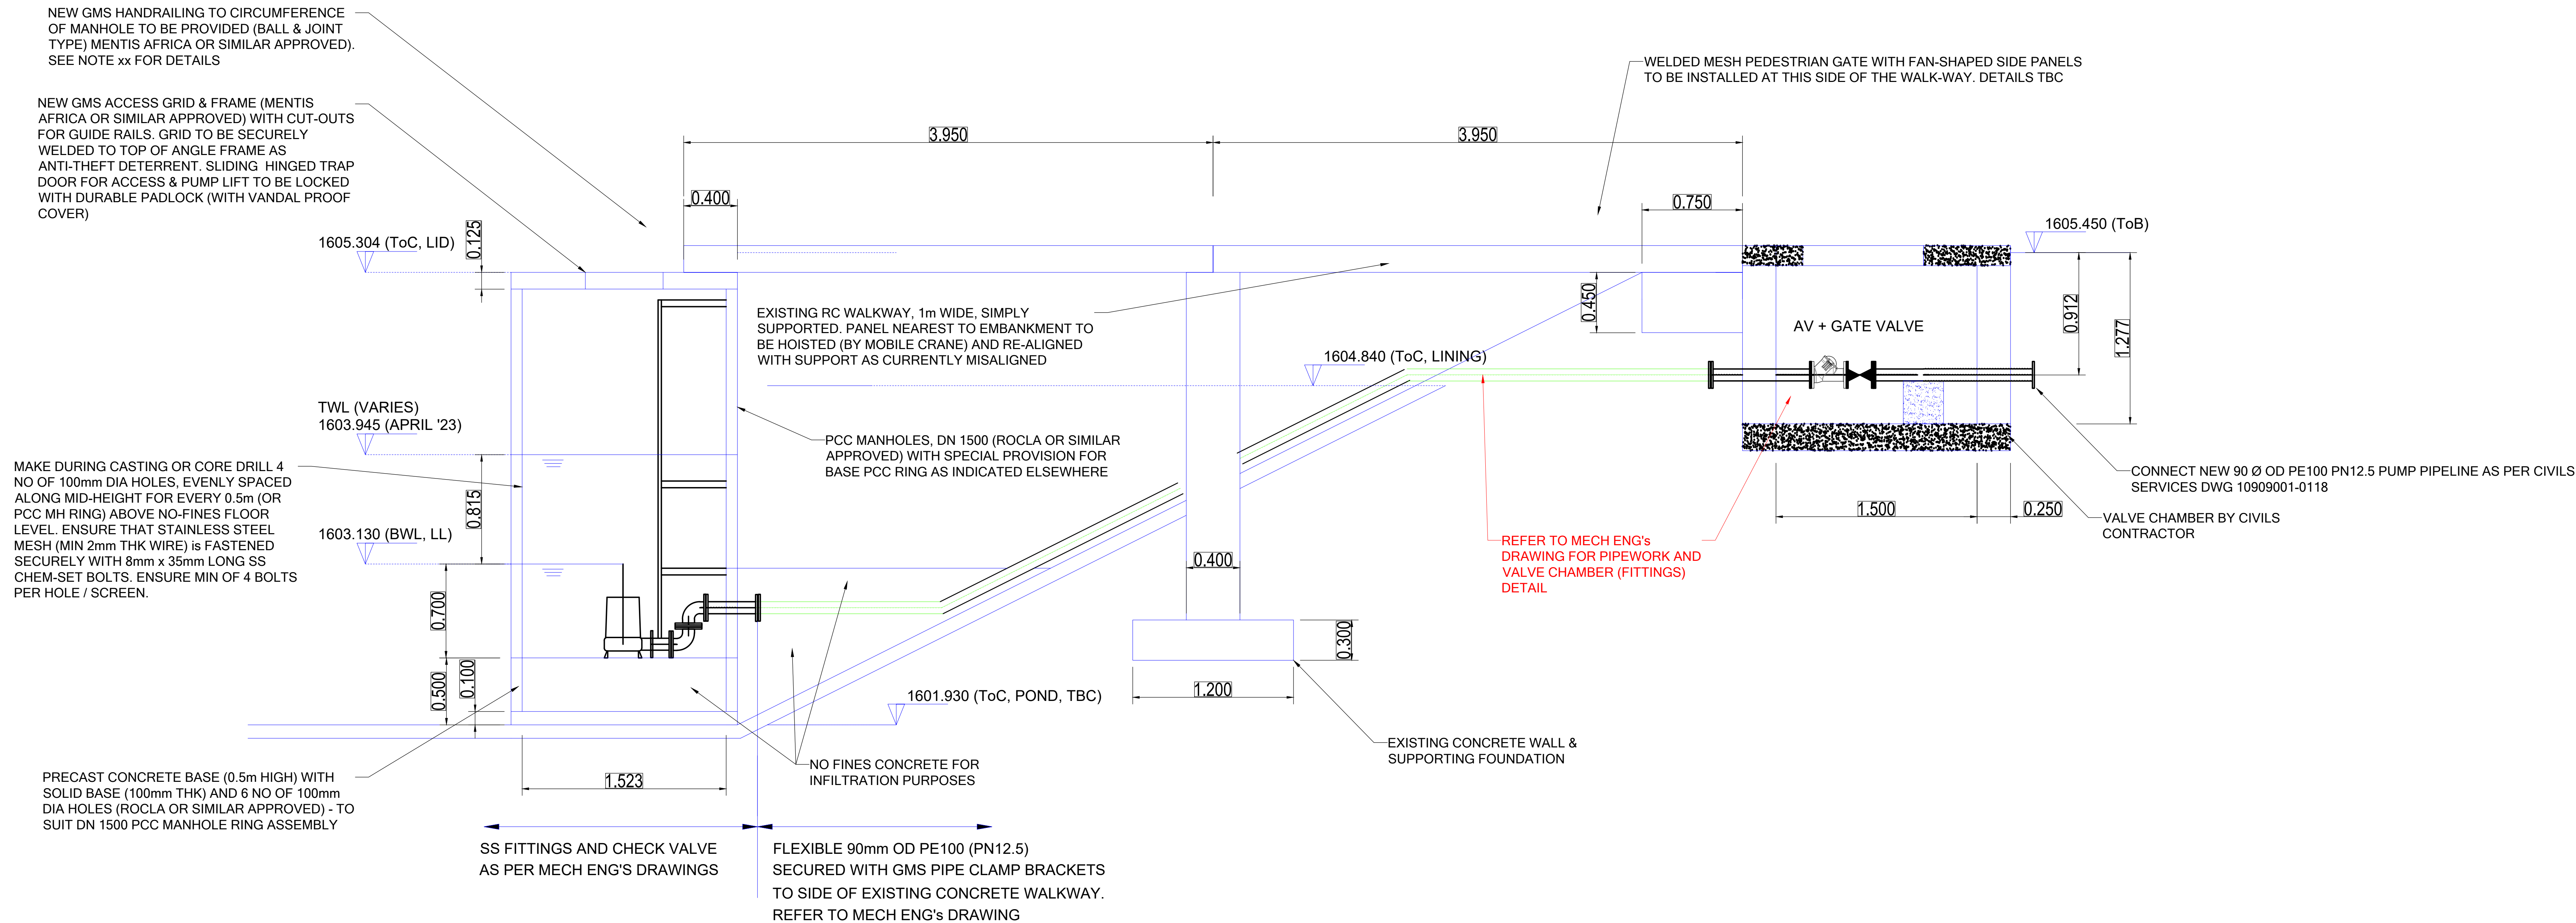 NEW GMS HANDRAILING TO CIRCUMFERENCE
OF MANHOLE TO BE PROVIDED (BALL & JOINT
TYPE) MENTIS AFRICA OR SIMILAR APPROVED).
SEE NOTE xx FOR DETAILS
WELDED MESH PEDESTRIAN GATE WITH FAN-SHAPED SIDE PANELS
TO BE INSTALLED AT THIS SIDE OF THE WALK-WAY. DETAILS TBC
NEW GMS ACCESS GRID & FRAME (MENTIS
AFRICA OR SIMILAR APPROVED) WITH CUT-OUTS
FOR GUIDE RAILS. GRID TO BE SECURELY
WELDED TO TOP OF ANGLE FRAME AS
ANTI-THEFT DETERRENT. SLIDING HINGED TRAP
DOOR FOR ACCESS & PUMP LIFT TO BE LOCKED
WITH DURABLE PADLOCK (WITH VANDAL PROOF
COVER)
3.950
3.950
0.400
0.750
1605.304 (ToC, LID)
0.125
1605.450 (ToB)
0.450
0.912
1.277
EXISTING RC WALKWAY, 1m WIDE, SIMPLY
SUPPORTED. PANEL NEAREST TO EMBANKMENT TO
BE HOISTED (BY MOBILE CRANE) AND RE-ALIGNED
WITH SUPPORT AS CURRENTLY MISALIGNED
AV + GATE VALVE
1604.840 (ToC, LINING)
TWL (VARIES)
1603.945 (APRIL '23)
PCC MANHOLES, DN 1500 (ROCLA OR SIMILAR
APPROVED) WITH SPECIAL PROVISION FOR
BASE PCC RING AS INDICATED ELSEWHERE
MAKE DURING CASTING OR CORE DRILL 4
NO OF 100mm DIA HOLES, EVENLY SPACED
ALONG MID-HEIGHT FOR EVERY 0.5m (OR
PCC MH RING) ABOVE NO-FINES FLOOR
LEVEL. ENSURE THAT STAINLESS STEEL
MESH (MIN 2mm THK WIRE) is FASTENED
SECURELY WITH 8mm x 35mm LONG SS
CHEM-SET BOLTS. ENSURE MIN OF 4 BOLTS
PER HOLE / SCREEN.
0.815
1603.130 (BWL, LL)
CONNECT NEW 90 Ø OD PE100 PN12.5 PUMP PIPELINE AS PER CIVILS
SERVICES DWG 10909001-0118
1.500
0.250
VALVE CHAMBER BY CIVILS
CONTRACTOR
REFER TO MECH ENG's
DRAWING FOR PIPEWORK AND
VALVE CHAMBER (FITTINGS)
DETAIL
0.400
0.700
0.300
0.500
0.100
1.200
1601.930 (ToC, POND, TBC)
EXISTING CONCRETE WALL &
SUPPORTING FOUNDATION
NO FINES CONCRETE FOR
INFILTRATION PURPOSES
1.523
PRECAST CONCRETE BASE (0.5m HIGH) WITH
SOLID BASE (100mm THK) AND 6 NO OF 100mm
DIA HOLES (ROCLA OR SIMILAR APPROVED) - TO
SUIT DN 1500 PCC MANHOLE RING ASSEMBLY
SS FITTINGS AND CHECK VALVE
AS PER MECH ENG'S DRAWINGS
FLEXIBLE 90mm OD PE100 (PN12.5)
SECURED WITH GMS PIPE CLAMP BRACKETS
TO SIDE OF EXISTING CONCRETE WALKWAY.
REFER TO MECH ENG's DRAWING